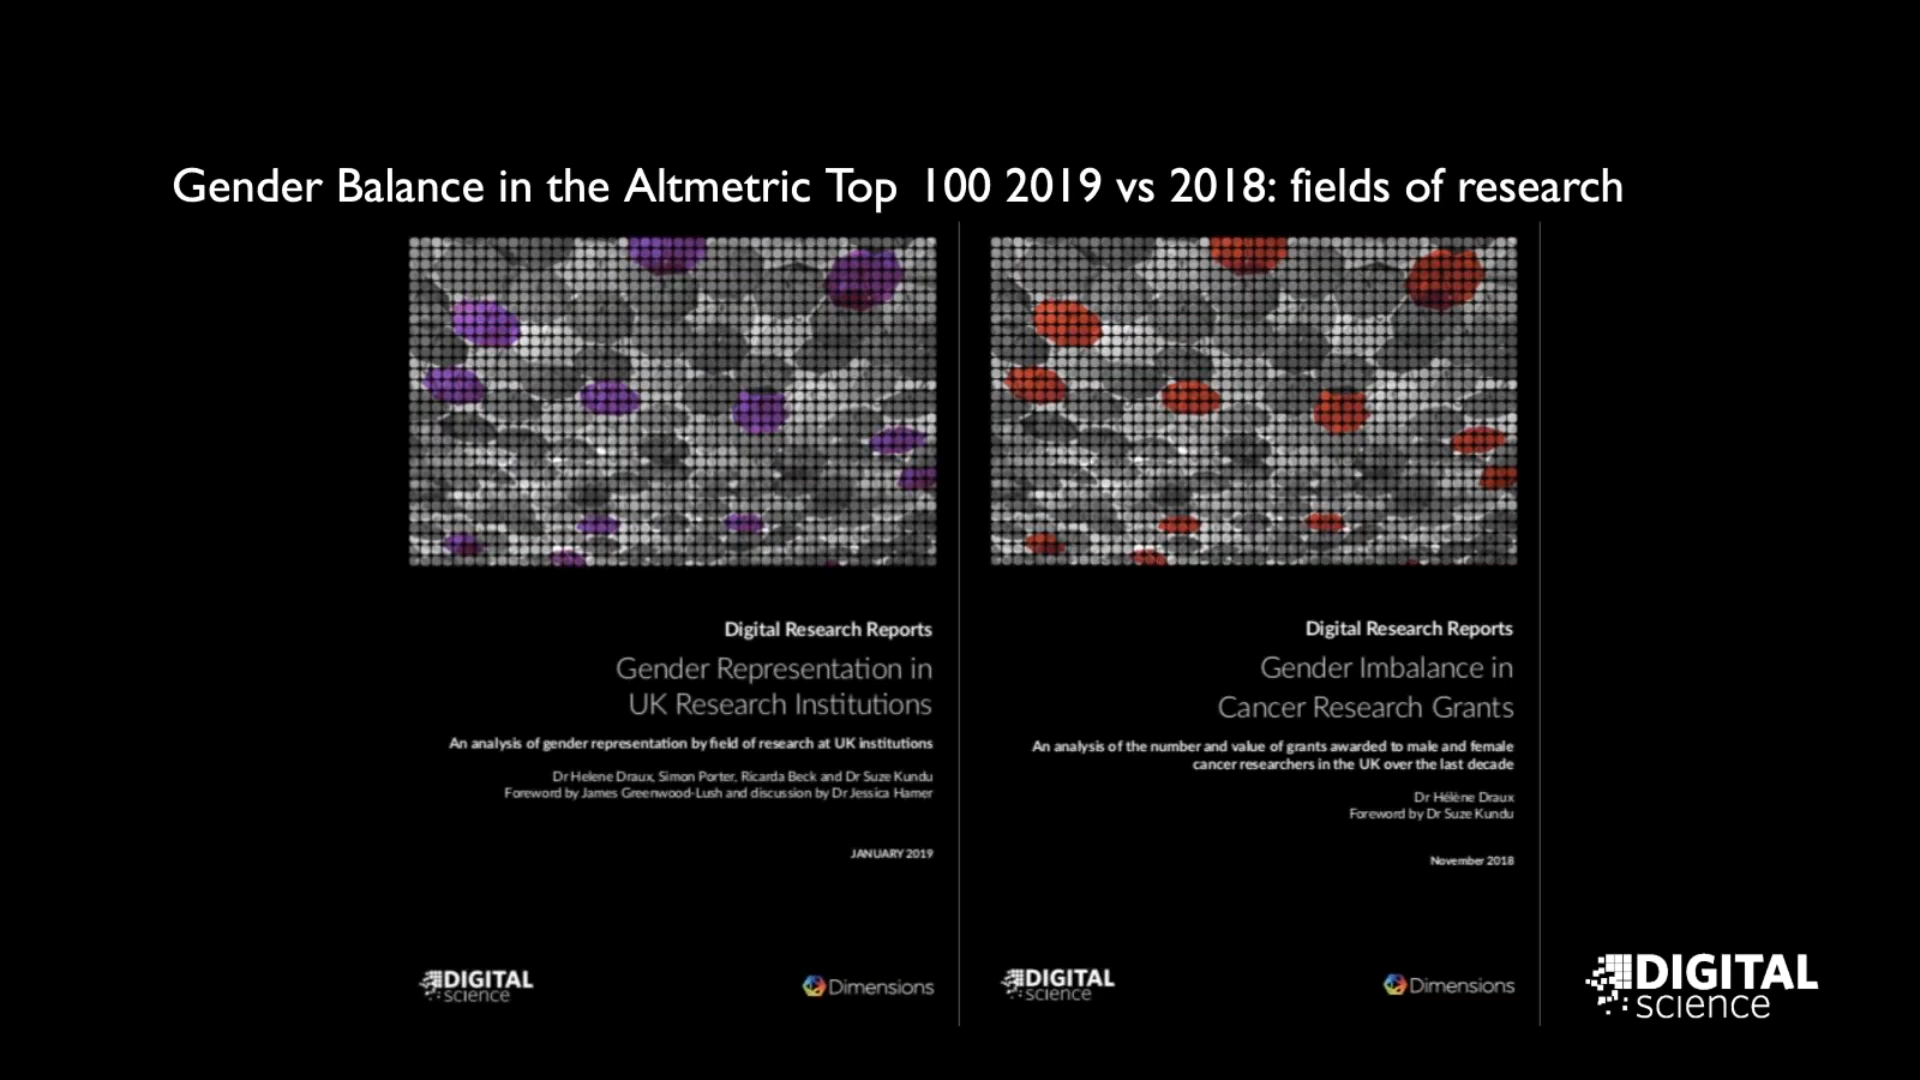 Gender Balance in the Altmetric Top 100 2019 vs 2018: fields of research
Digital Research Reports
Gender Representation in
UK Research Institutions
An analysis of gender representation by field of research at UK institutions
Dr Helene Draux, Simon Porter, Ricarda Beck and Dr Suze Kundu
Foreword by James Greenwood-Lush and discussion by Dr Jessica Hamer
JANUARY 2019
DIGITAL
science
Dimensions
Digital Research Reports
Gender Imbalance in
Cancer Research Grants
An analysis of the number and value of grants awarded to male and female
cancer researchers in the UK over the last decade
Dr Hélène Draux
Foreword by Dr Suze Kundu
November 2018
DIGITAL
science
Dimensions
DIGITAL
science